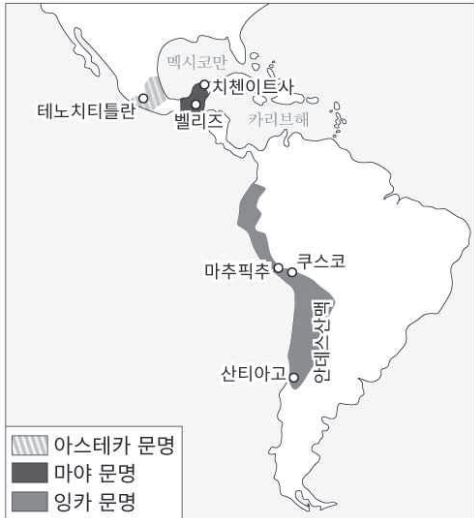 멕시코만
치첸이트사
테노치티틀란
벨리즈
카리브해
마추픽추
쿠스코
안데스산맥
산티아고
아스테카 문명
마야 문명
잉카 문명